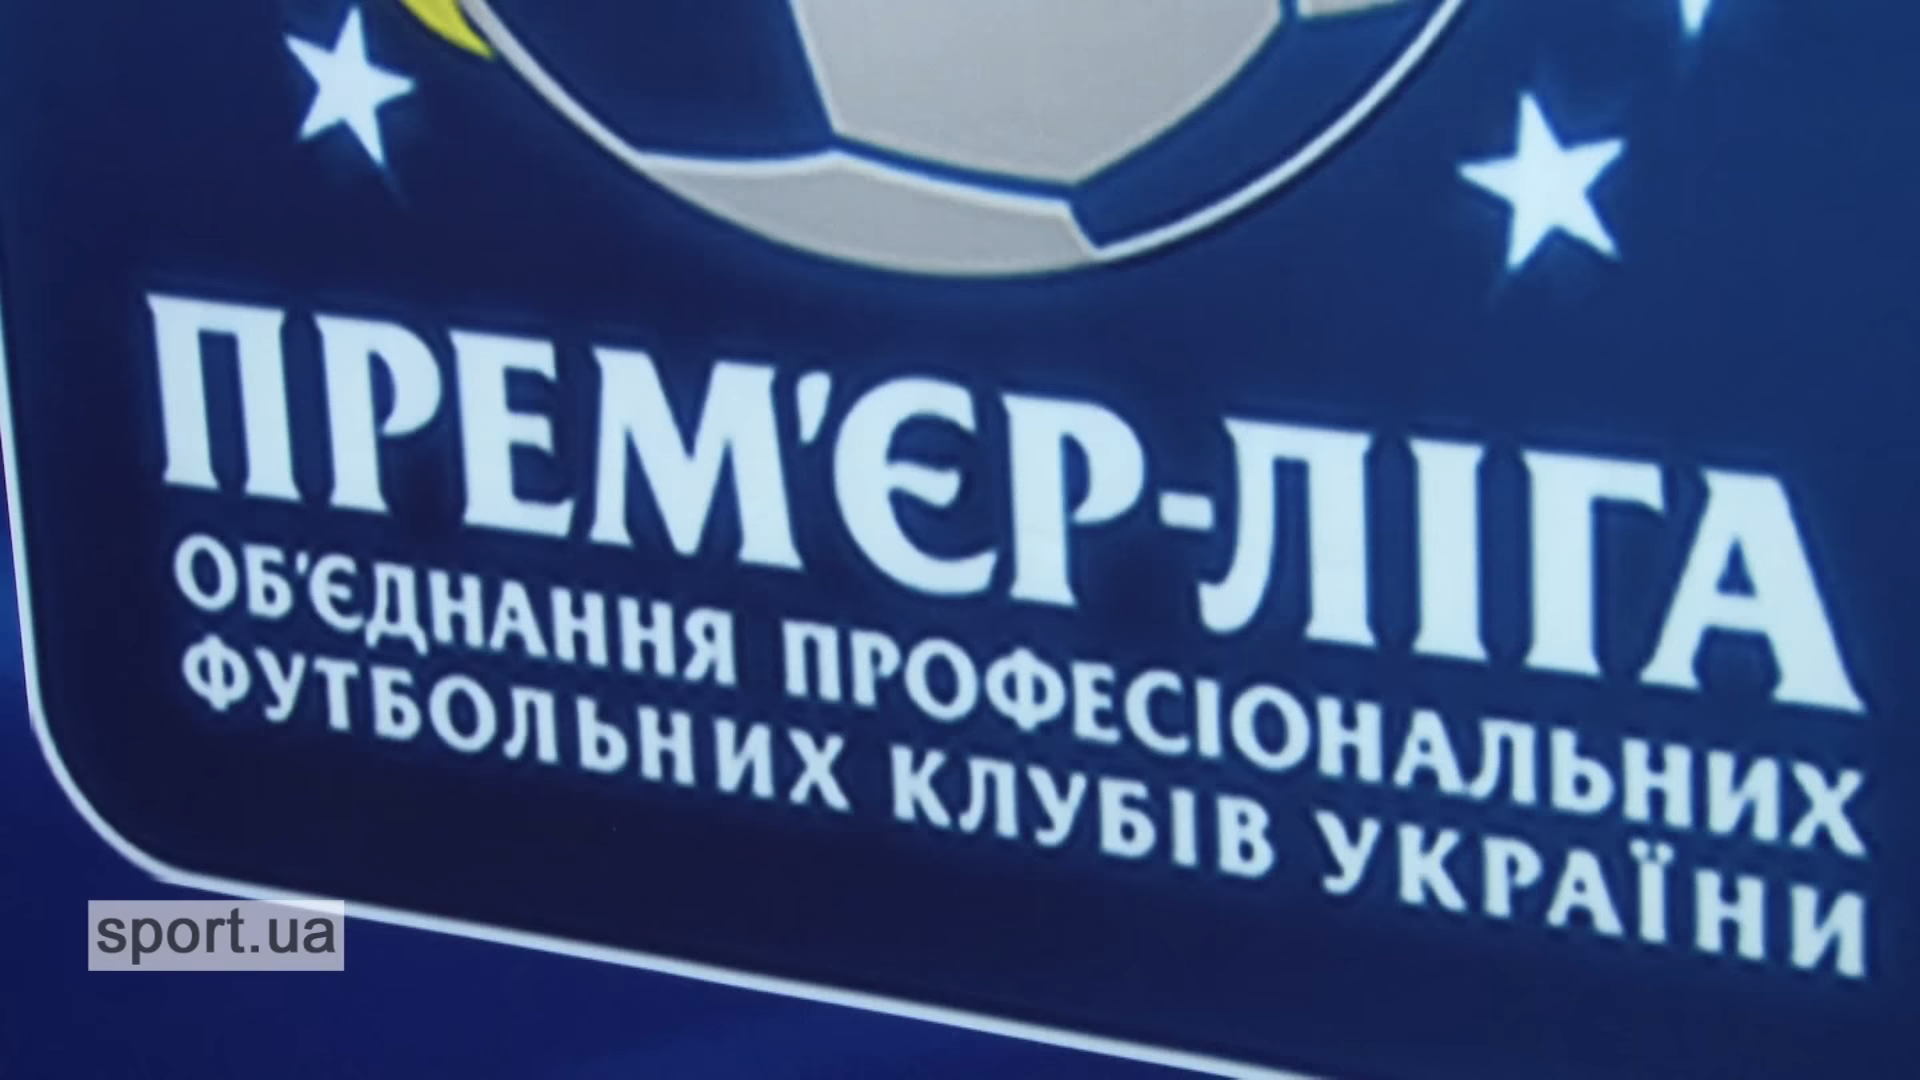 ПРЕМ'ЄР-ЛІГА
ОБ'ЄДНАННЯ ПРОФЕСІОНАЛЬНИХ
ФУТБОЛЬНИХ КЛУБІВ УКРАЇНИ
sport.ua